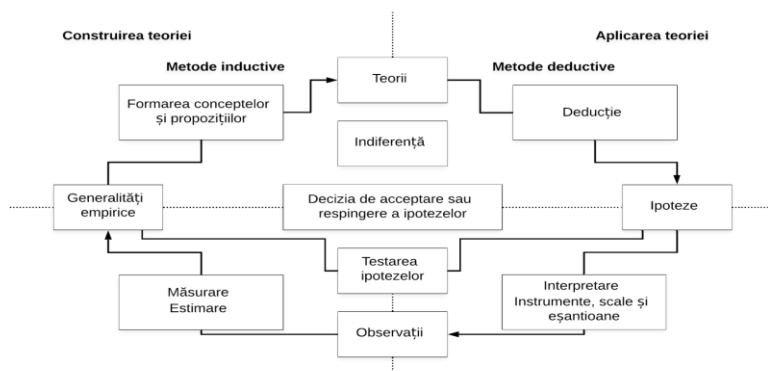 Construirea teoriei
Aplicarea teoriei
Metode inductive
Metode deductive
Teorii
Formarea conceptelor
și propozițiilor
Deducție
Indiferență
Generalități
empirice
Decizia de acceptare sau
respingere a ipotezelor
Ipoteze
Testarea
ipotezelor
Măsurare
Estimare
Interpretare
Instrumente, scale și
eșantioane
Observații